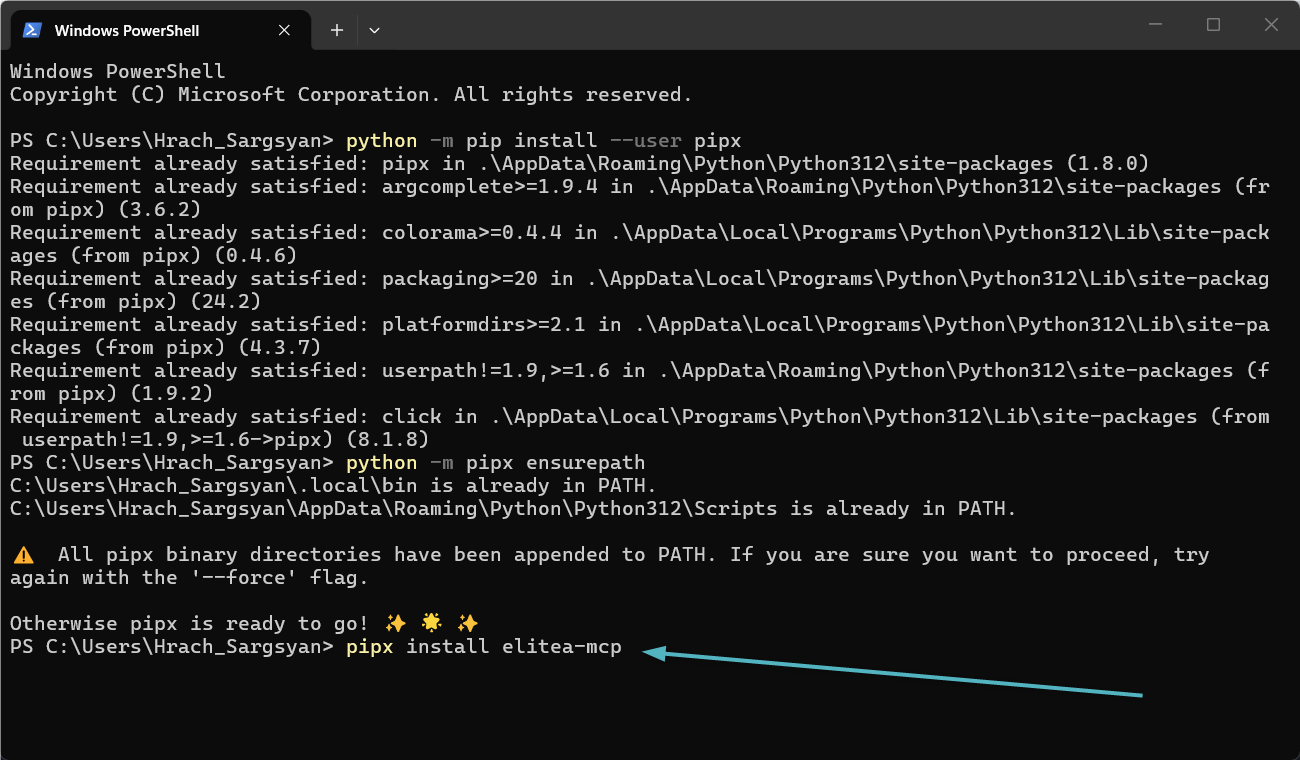 Windows PowerShell
Windows PowerShell
Copyright (C) Microsoft Corporation. All rights reserved.
PS C:\Users\Hrach_Sargsyan> python -m pip install --user pipx
Requirement already satisfied: pipx in .\AppData\Roaming\Python\Python312\site-packages (1.8.0)
Requirement already satisfied: argcomplete>=1.9.4 in .\AppData\Roaming\Python\Python312\site-packages (fr
om pipx) (3.6.2)
Requirement already satisfied: colorama>=0.4.4 in .\AppData\Local\Programs\Python\Python312\Lib\site-pack
ages (from pipx) (0.4.6)
Requirement already satisfied: packaging>=20 in .\AppData\Local\Programs\Python\Python312\Lib\site-packag
es (from pipx) (24.2)
Requirement already satisfied: platformdirs>=2.1 in .\AppData\Local\Programs\Python\Python312\Lib\site-pa
ckages (from pipx) (4.3.7)
Requirement already satisfied: userpath!=1.9,>=1.6 in .\AppData\Roaming\Python\Python312\site-packages (f
rom pipx) (1.9.2)
Requirement already satisfied: click in .\AppData\Local\Programs\Python\Python312\Lib\site-packages (from
 userpath!=1.9,>=1.6->pipx) (8.1.8)
PS C:\Users\Hrach_Sargsyan> python -m pipx ensurepath
C:\Users\Hrach_Sargsyan\.local\bin is already in PATH.
C:\Users\Hrach_Sargsyan\AppData\Roaming\Python\Python312\Scripts is already in PATH.
⚠️  All pipx binary directories have been appended to PATH. If you are sure you want to proceed, try
again with the '--force' flag.
Otherwise pipx is ready to go! ✨ 🌟 ✨
PS C:\Users\Hrach_Sargsyan> pipx install elitea-mcp